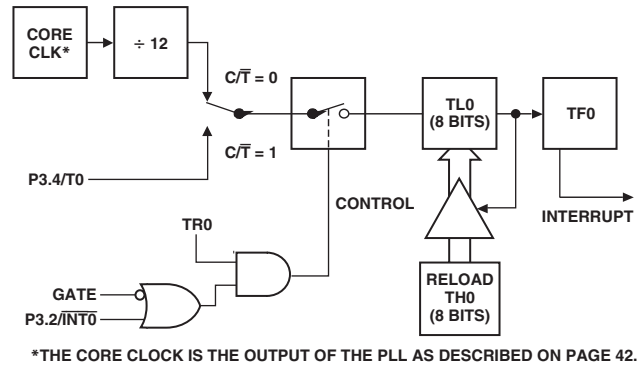 CORE
CLK*
÷ 12
C/T̅ = 0
C/T̅ = 1
P3.4/T0
TL0
(8 BITS)
TF0
CONTROL
INTERRUPT
TR0
RELOAD
TH0
(8 BITS)
GATE
P3.2/I̅N̅T̅0̅
*THE CORE CLOCK IS THE OUTPUT OF THE PLL AS DESCRIBED ON PAGE 42.